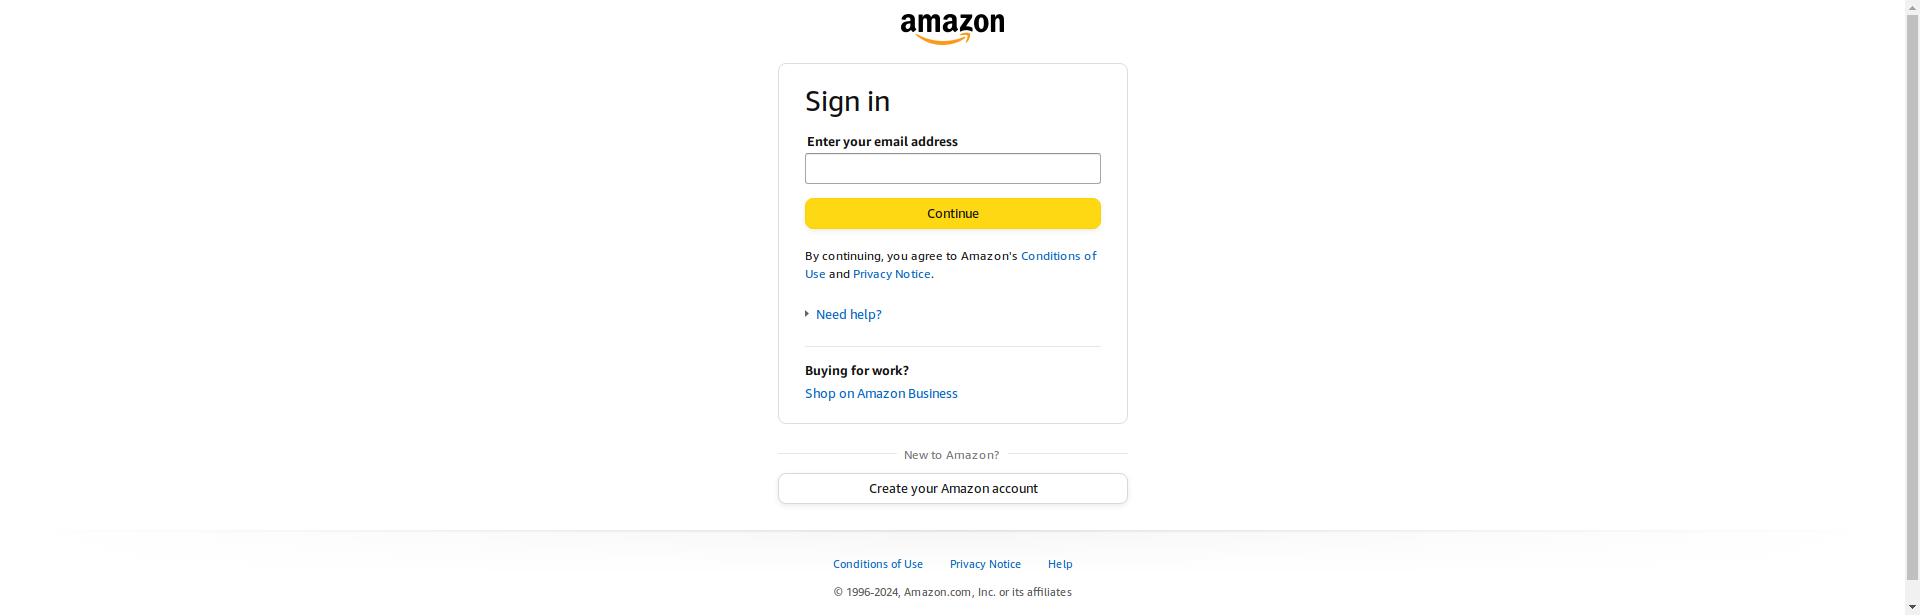 amazon
Sign in
Enter your email address
Continue
By continuing, you agree to Amazon's Conditions of
Use and Privacy Notice.
Need help?
Buying for work?
Shop on Amazon Business
New to Amazon?
Create your Amazon account
Conditions of Use Privacy Notice Help
© 1996-2024, Amazon.com, Inc. or its affiliates